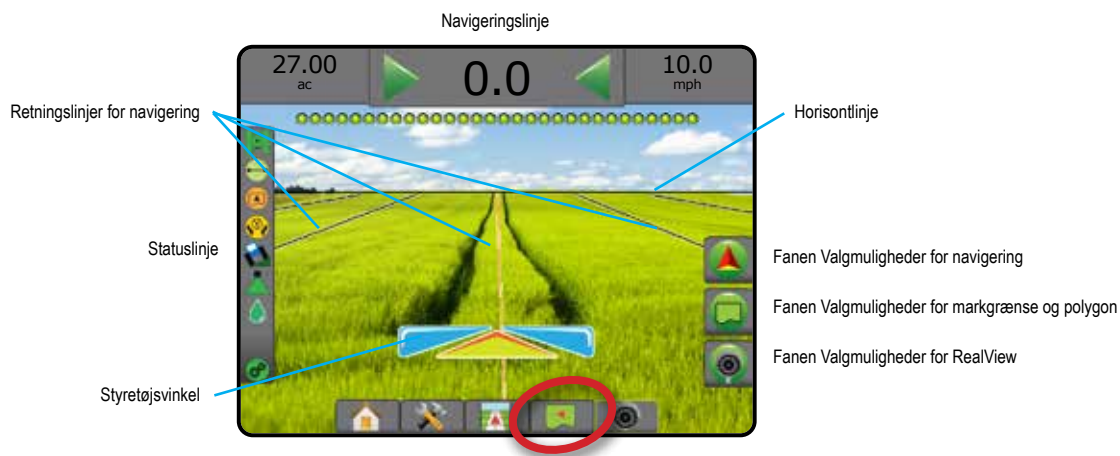 Navigeringslinje
27.00
ac
0.0
10.0
mph
Retningslinjer for navigering
Horisontlinje
Statuslinje
Fanen Valgmuligheder for navigering
Fanen Valgmuligheder for markgrænse og polygon
Fanen Valgmuligheder for RealView
Styretøjsvinkel